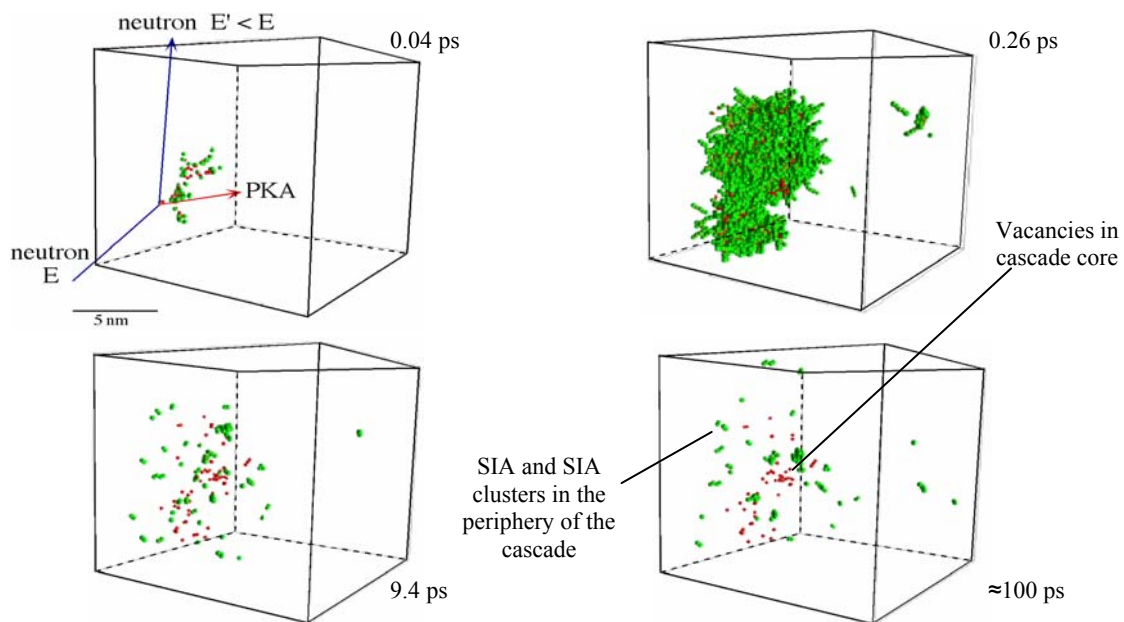 neutron E' < E
0.04 ps
PKA
neutron
E
5 nm
0.26 ps
Vacancies in
cascade core
9.4 ps
SIA and SIA
clusters in the
periphery of the
cascade
≈100 ps